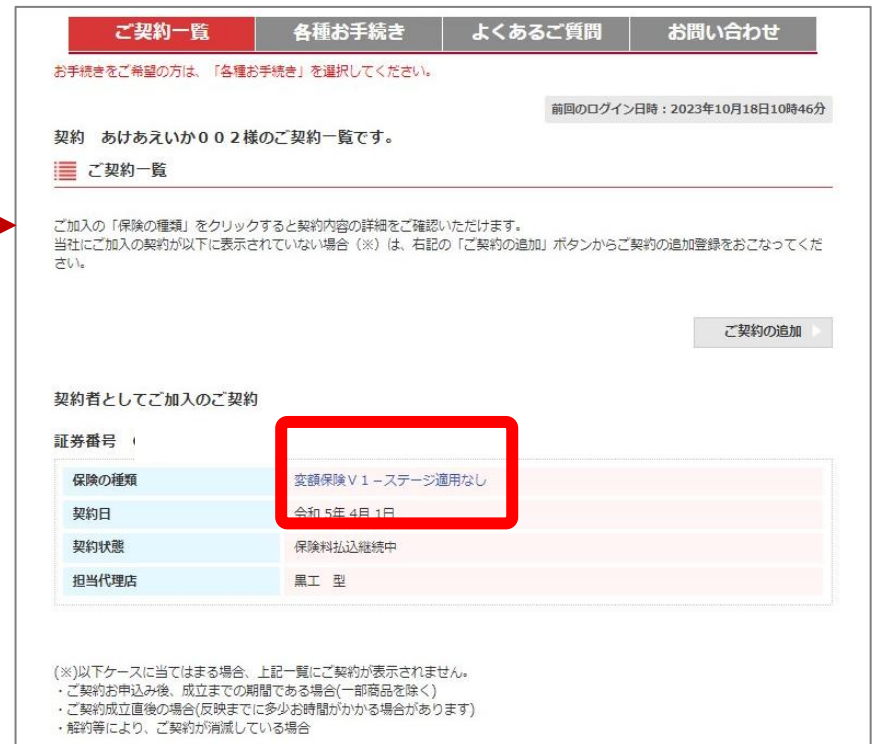 ご契約一覧 各種お手続き よくあるご質問 お問い合わせ
お手続きをご希望の方は、「各種お手続き」を選択してください。
前回のログイン日時：2023年10月18日10時46分
契約　あけあえいか００２様のご契約一覧です。
ご契約一覧
ご加入の「保険の種類」をクリックすると契約内容の詳細をご確認いただけます。
当社にご加入の契約が以下に表示されていない場合（※）は、右記の「ご契約の追加」ボタンからご契約の追加登録をおこなってくだ
さい。
ご契約の追加
契約者としてご加入のご契約
証券番号
保険の種類 変額保険Ｖ１－ステージ適用なし
契約日 令和 5年 4月 1日
契約状態 保険料払込継続中
担当代理店 黒工　型
(※)以下ケースに当てはまる場合、上記一覧にご契約が表示されません。
・ご契約お申込み後、成立までの期間である場合(一部商品を除く)
・ご契約成立直後の場合(反映までに多少お時間がかかる場合があります)
・解約等により、ご契約が消滅している場合